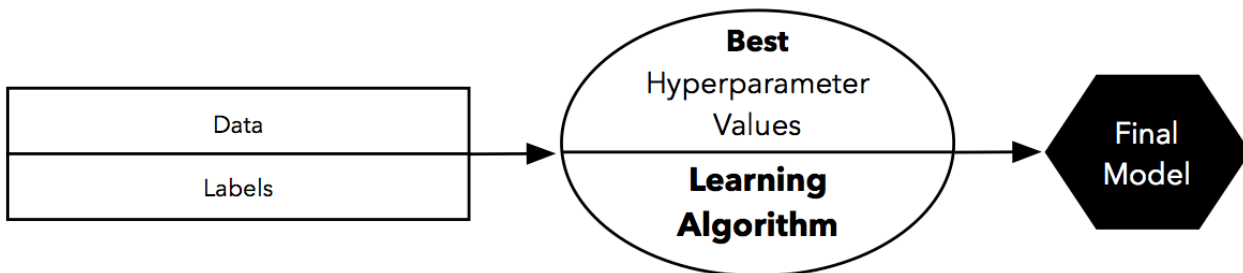 Data
Labels
Best
Hyperparameter
Values
Learning
Algorithm
Final
Model